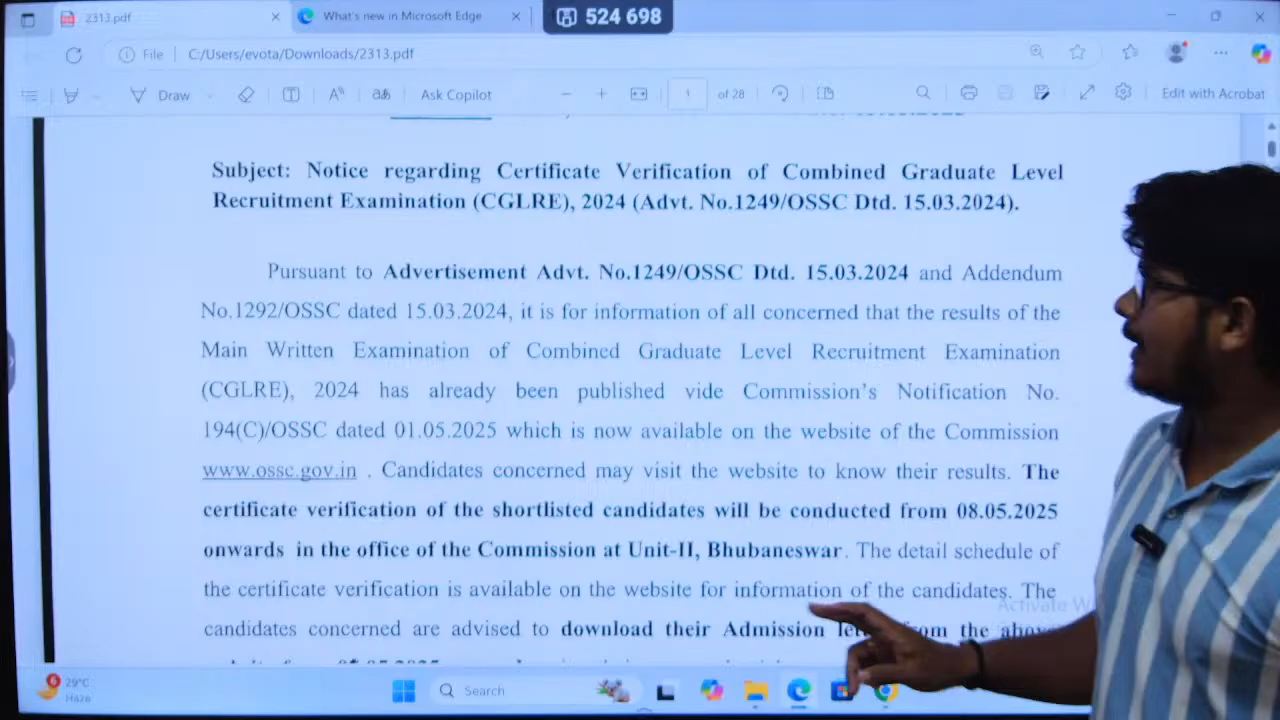 2313.pdf
What's new in Microsoft Edge
524 698
File
C:/Users/evota/Downloads/2313.pdf
Draw
Ask Copilot
1 of 28
Edit with Acrobat
Subject: Notice regarding Certificate Verification of Combined Graduate Level
Recruitment Examination (CGLRE), 2024 (Advt. No.1249/OSSC Dtd. 15.03.2024).
Pursuant to Advertisement Advt. No.1249/OSSC Dtd. 15.03.2024 and Addendum
No.1292/OSSC dated 15.03.2024, it is for information of all concerned that the results of the
Main Written Examination of Combined Graduate Level Recruitment Examination
(CGLRE), 2024 has already been published vide Commission's Notification No.
194(C)/OSSC dated 01.05.2025 which is now available on the website of the Commission
www.ossc.gov.in . Candidates concerned may visit the website to know their results. The
certificate verification of the shortlisted candidates will be conducted from 08.05.2025
onwards in the office of the Commission at Unit-II, Bhubaneswar. The detail schedule of
the certificate verification is available on the website for information of the candidates. The
Activate W
candidates concerned are advised to download their Admission from the above
6
29°C
Haze
Search